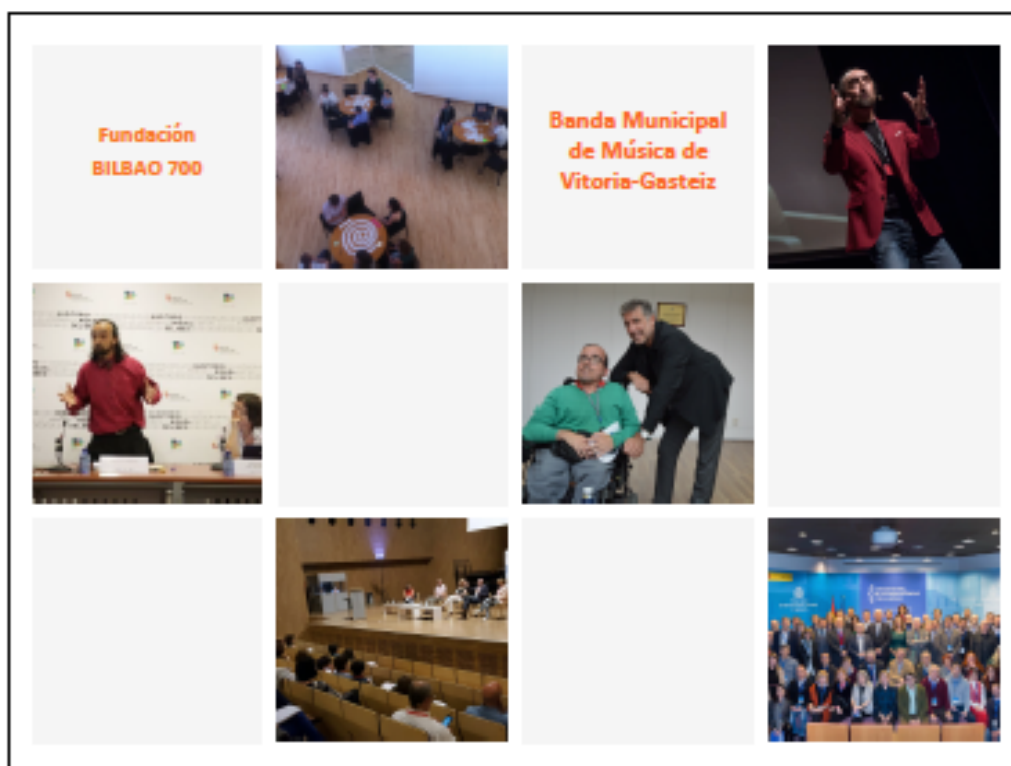 Fundación
BILBAO 700
Banda Municipal
de Música de
Vitoria-Gasteiz